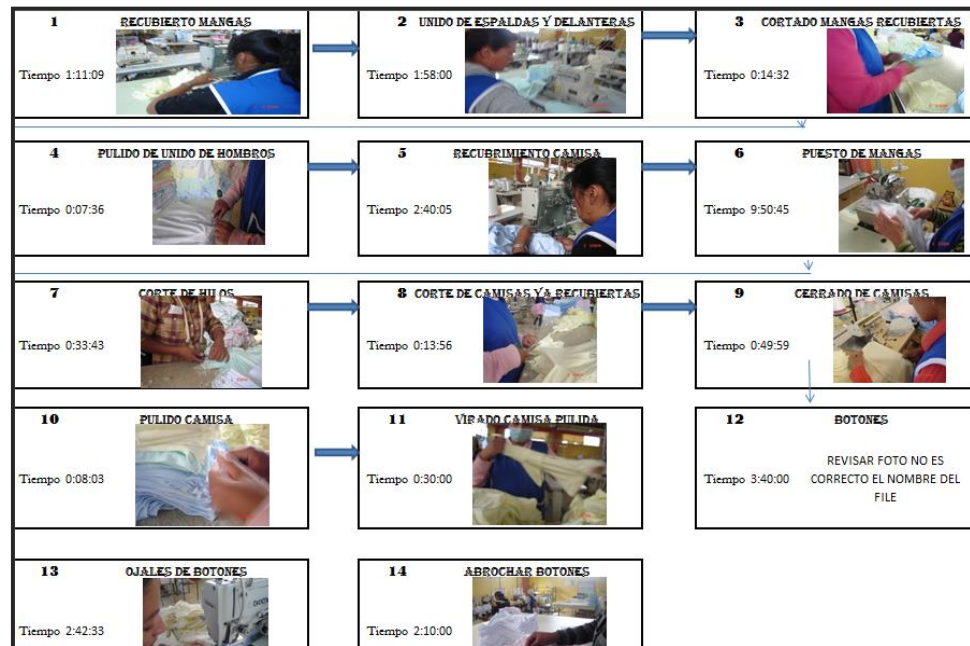 1 RECUBIERTO MANGAS
Tiempo 1:11:09
2 UNIDO DE ESPALDAS Y DELANTERAS
Tiempo 1:58:00
3 CORTADO MANGAS RECUBIERTAS
Tiempo 0:14:32
4 PULIDO DE UNIDO DE HOMBROS
Tiempo 0:07:36
5 RECUBRIMIENTO CAMISA
Tiempo 2:40:05
6 PUESTO DE MANGAS
Tiempo 9:50:45
7 CORTE DE HILOS
Tiempo 0:33:43
8 CORTE DE CAMISAS YA RECUBIERTAS
Tiempo 0:13:56
9 CERRADO DE CAMISAS
Tiempo 0:49:59
10 PULIDO CAMISA
Tiempo 0:08:03
11 VIRADO CAMISA PULIDA
Tiempo 0:30:00
12 BOTONES
Tiempo 3:40:00
REVISAR FOTO NO ES
CORRECTO EL NOMBRE DEL
FILE
13 OJALES DE BOTONES
Tiempo 2:42:33
14 ABROCHAR BOTONES
Tiempo 2:10:00